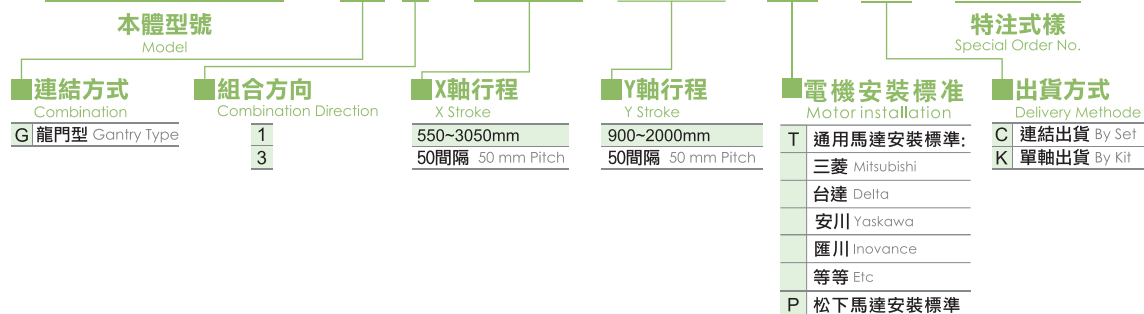 本體型號
Model
特注式樣
Special Order No.
連結方式
Combination
G 龍門型 Gantry Type
組合方向
Combination Direction
1
3
X軸行程
X Stroke
550~3050mm
50間隔 50 mm Pitch
Y軸行程
Y Stroke
900~2000mm
50間隔 50 mm Pitch
電機安裝標准
Motor installation
T 通用馬達安裝標準:
三菱 Mitsubishi
台達 Delta
安川 Yaskawa
匯川 Inovance
等等 Etc
P 松下馬達安裝標準
出貨方式
Delivery Methode
C 連結出貨 By Set
K 單軸出貨 By Kit